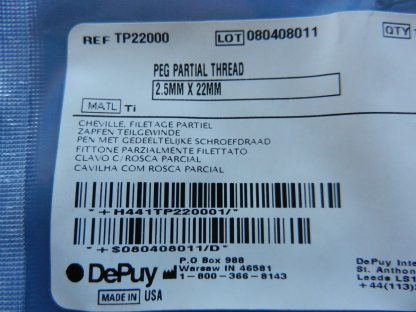 REF TP22000 LOT 080408011 QTY
PEG PARTIAL THREAD
2.5MM X 22MM
MATL Ti
CHEVILLE, FILETAGE PARTIEL
ZAPFEN TEILGEWINDE
PEN MET GEDEELTELIJKE SCHROEFDRAAD
FITTONE PARZIALMENTE FILETTATO
CLAVO C/ROSCA PARCIAL
CAVILHA COM ROSCA PARCIAL
*+H441TP220001/*
*+S080408011/D*
DePuy
P.O Box 988
Warsaw IN 46581
1-800-366-8143
MADE IN USA
DePuy Inte
St. Anthon
Leeds LS1
+44(113)